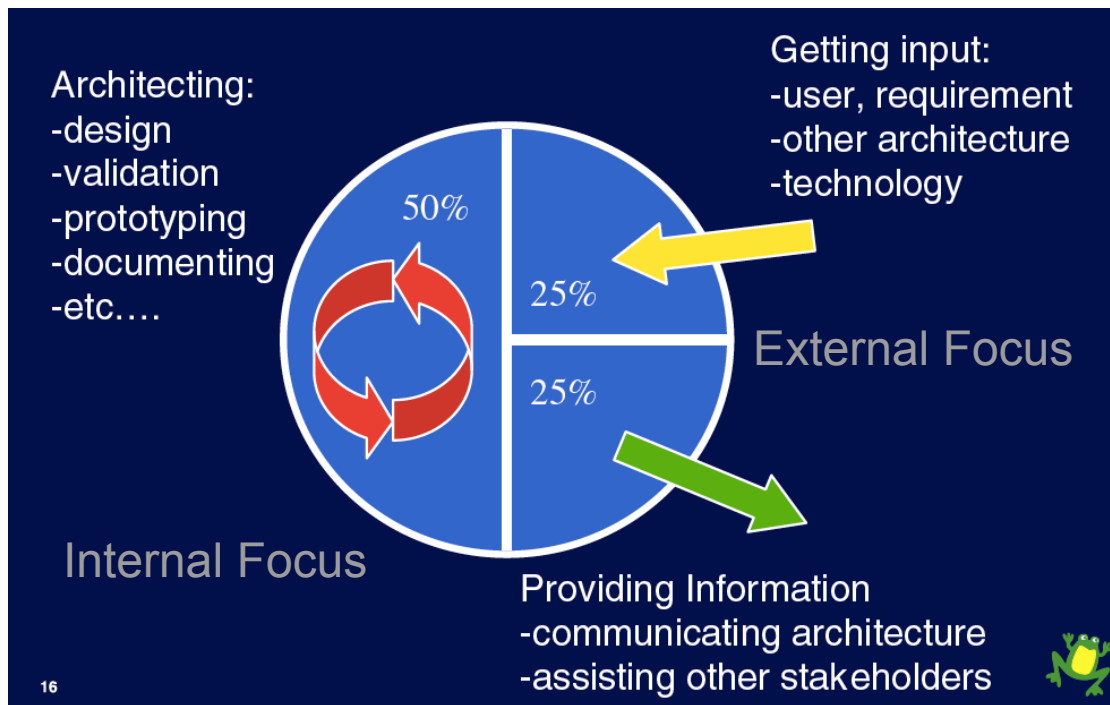 Architecting:
-design
-validation
-prototyping
-documenting
-etc....
50%
Getting input:
-user, requirement
-other architecture
-technology
25%
External Focus
25%
Internal Focus
Providing Information
-communicating architecture
-assisting other stakeholders
16